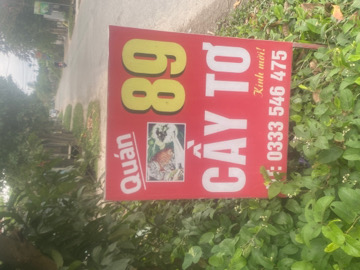 Quán 89
CẦY TƠ
Kính mời!
: 0333 546 475